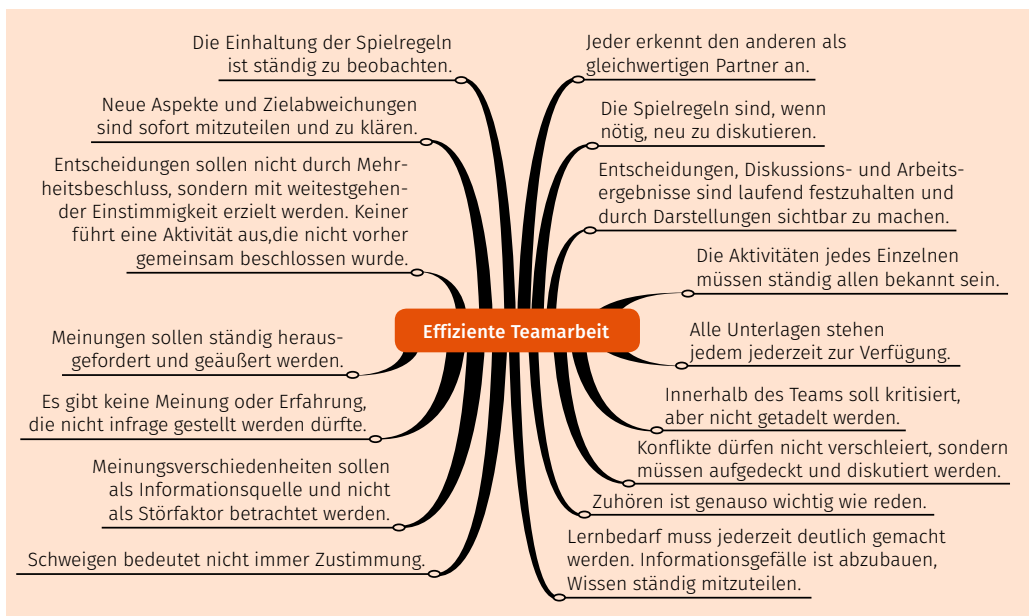 Die Einhaltung der Spielregeln
ist ständig zu beobachten.
Neue Aspekte und Zielabweichungen
sind sofort mitzuteilen und zu klären.
Entscheidungen sollen nicht durch Mehr-
heitsbeschluss, sondern mit weitestgehen-
der Einstimmigkeit erzielt werden. Keiner
führt eine Aktivität aus,die nicht vorher
gemeinsam beschlossen wurde.
Meinungen sollen ständig heraus-
gefordert und geäußert werden.
Es gibt keine Meinung oder Erfahrung,
die nicht infrage gestellt werden dürfte.
Meinungsverschiedenheiten sollen
als Informationsquelle und nicht
als Störfaktor betrachtet werden.
Schweigen bedeutet nicht immer Zustimmung.
Effiziente Teamarbeit
Jeder erkennt den anderen als
gleichwertigen Partner an.
Die Spielregeln sind, wenn
nötig, neu zu diskutieren.
Entscheidungen, Diskussions- und Arbeits-
ergebnisse sind laufend festzuhalten und
durch Darstellungen sichtbar zu machen.
Die Aktivitäten jedes Einzelnen
müssen ständig allen bekannt sein.
Alle Unterlagen stehen
jedem jederzeit zur Verfügung.
Innerhalb des Teams soll kritisiert,
aber nicht getadelt werden.
Konflikte dürfen nicht verschleiert, sondern
müssen aufgedeckt und diskutiert werden.
Zuhören ist genauso wichtig wie reden.
Lernbedarf muss jederzeit deutlich gemacht
werden. Informationsgefälle ist abzubauen,
Wissen ständig mitzuteilen.